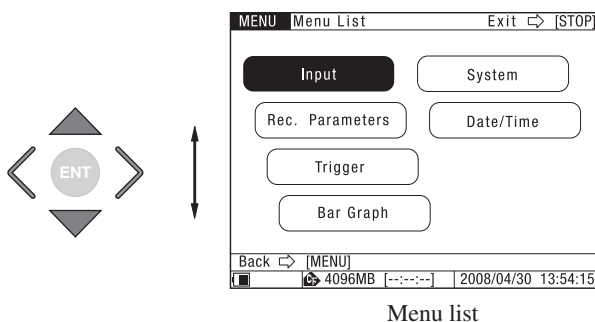 MENU Menu List Exit ⇨ [STOP]
Input System
Rec. Parameters Date/Time
Trigger
Bar Graph
ENT
Back ⇨ [MENU]
CF 4096MB [--:--:--] 2008/04/30 13:54:15
Menu list